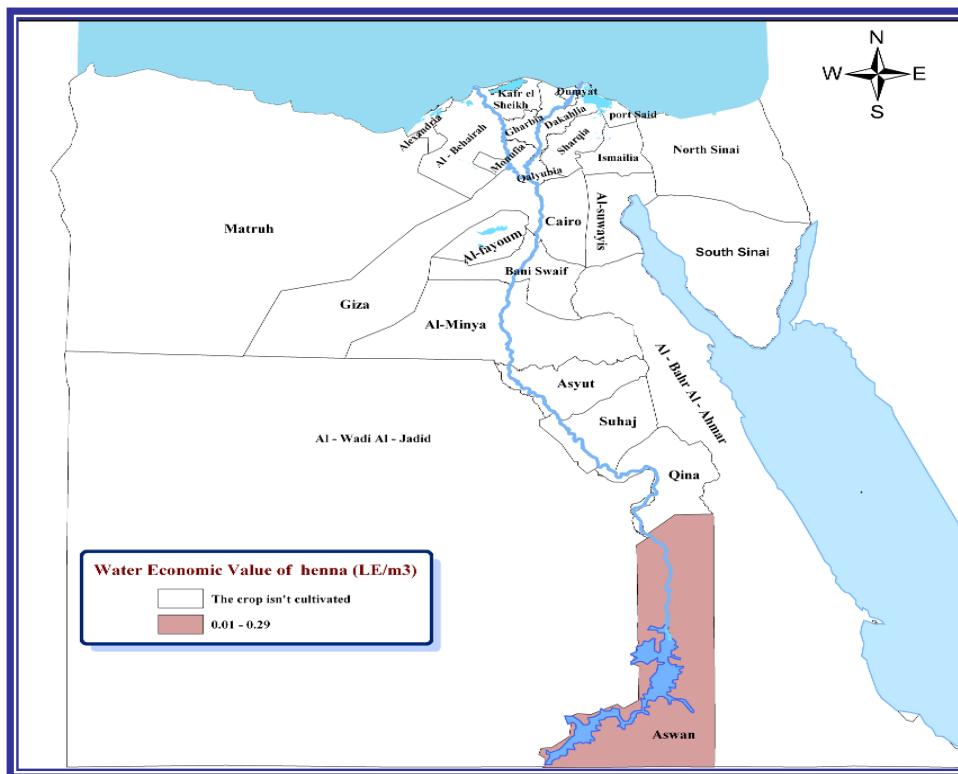 N
W E
S
Kafr el
Sheikh
Dumyat
Alexandria
Al - Behairah
Gharbia
Dakahlia
port Said
Monufia
Sharqia
Ismailia
North Sinai
Qalyubia
Matruh
Cairo
Al-suwayis
South Sinai
Al-fayoum
Bani Swaif
Giza
Al-Minya
Al - Bahr Al - Ahmar
Asyut
Suhaj
Al - Wadi Al - Jadid
Qina
Water Economic Value of henna (LE/m3)
The crop isn't cultivated
0.01 - 0.29
Aswan